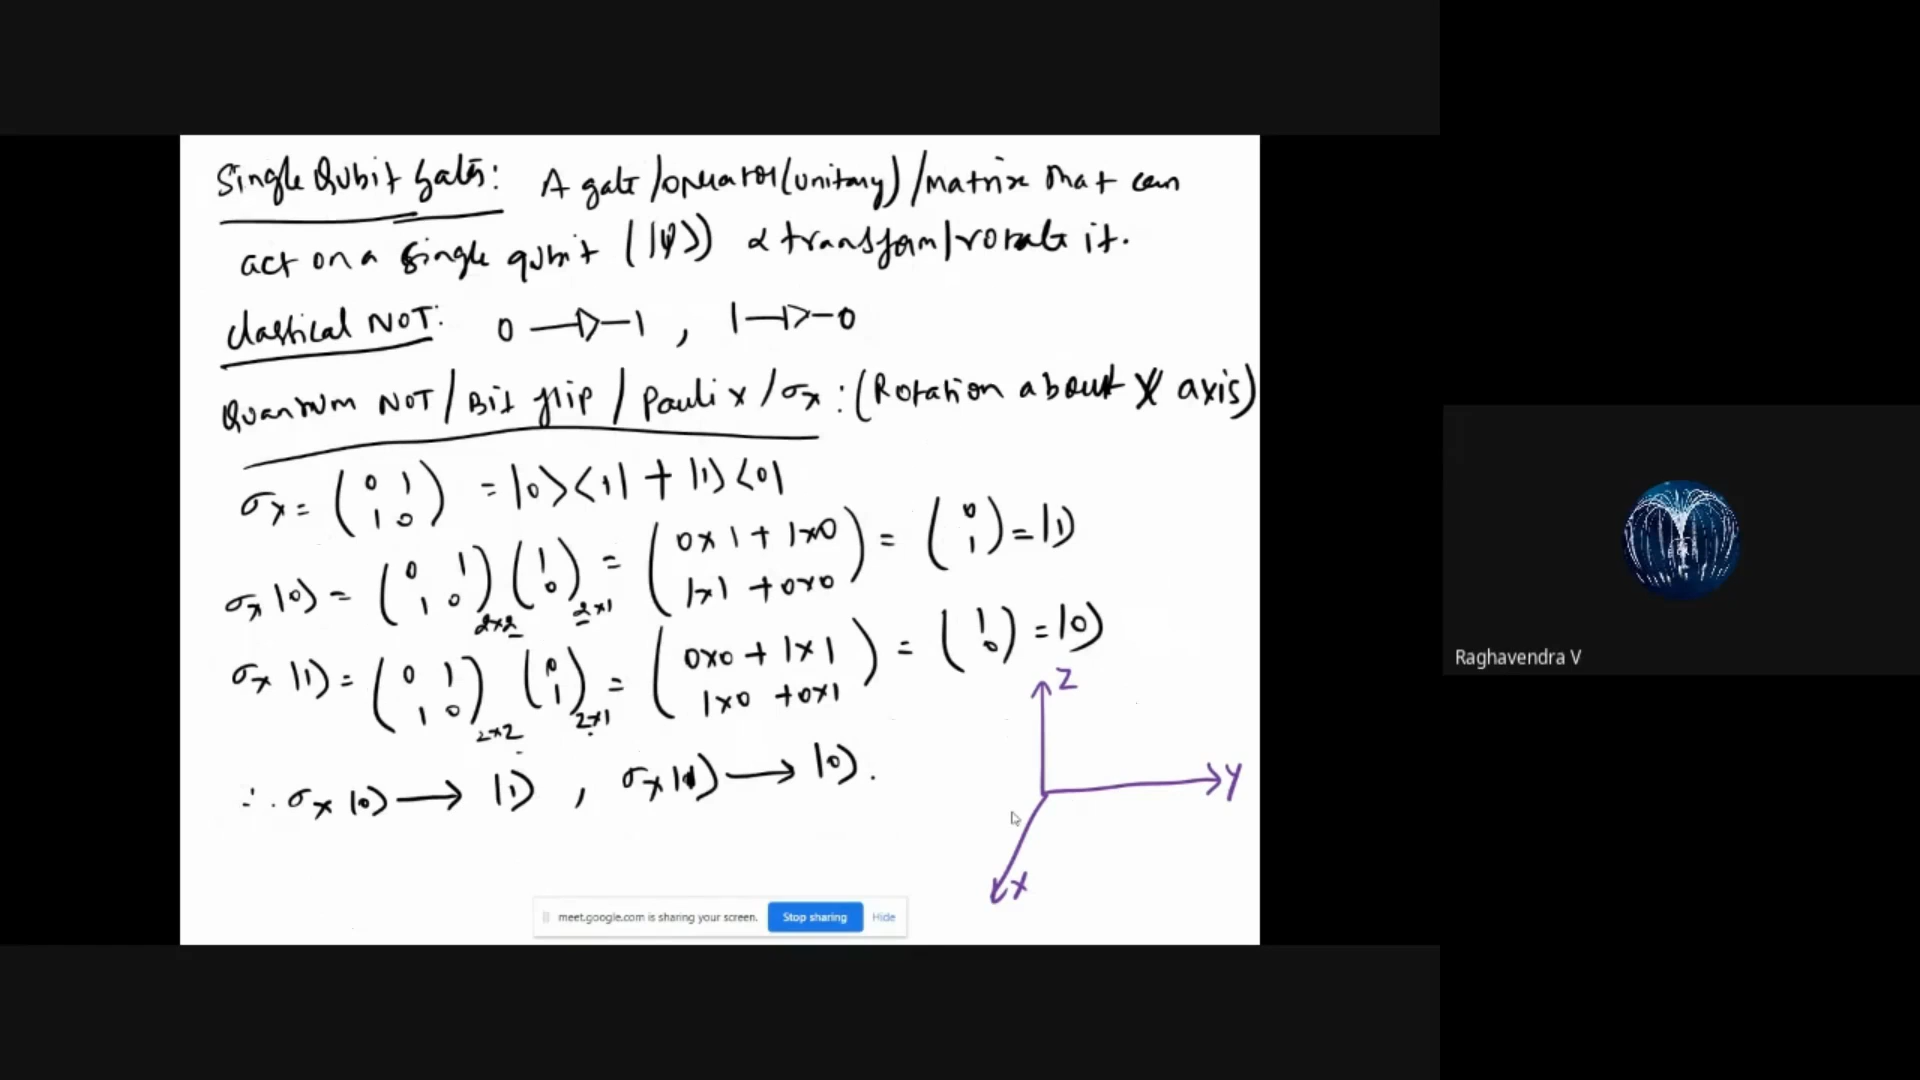 Single Qubit Gates: A gate/operator(unitary)/matrix that can
act on a single qubit (|ψ⟩) & transform/rotate it.
Classical NOT: 0 —▷— 1 , 1 —▷— 0
Quantum NOT/Bit flip/Pauli X/σx : (Rotation about X axis)
σx = (0 1; 1 0) = |0⟩⟨1| + |1⟩⟨0|
σx |0⟩ = (0 1; 1 0)2×2 (1; 0)2×1 = (0×1 + 1×0; 1×1 + 0×0) = (0; 1) = |1⟩
σx |1⟩ = (0 1; 1 0)2×2 (0; 1)2×1 = (0×0 + 1×1; 1×0 + 0×1) = (1; 0) = |0⟩
∴ σx |0⟩ ⟶ |1⟩ , σx |1⟩ ⟶ |0⟩.
Z
Y
X
meet.google.com is sharing your screen. Stop sharing Hide
Raghavendra V